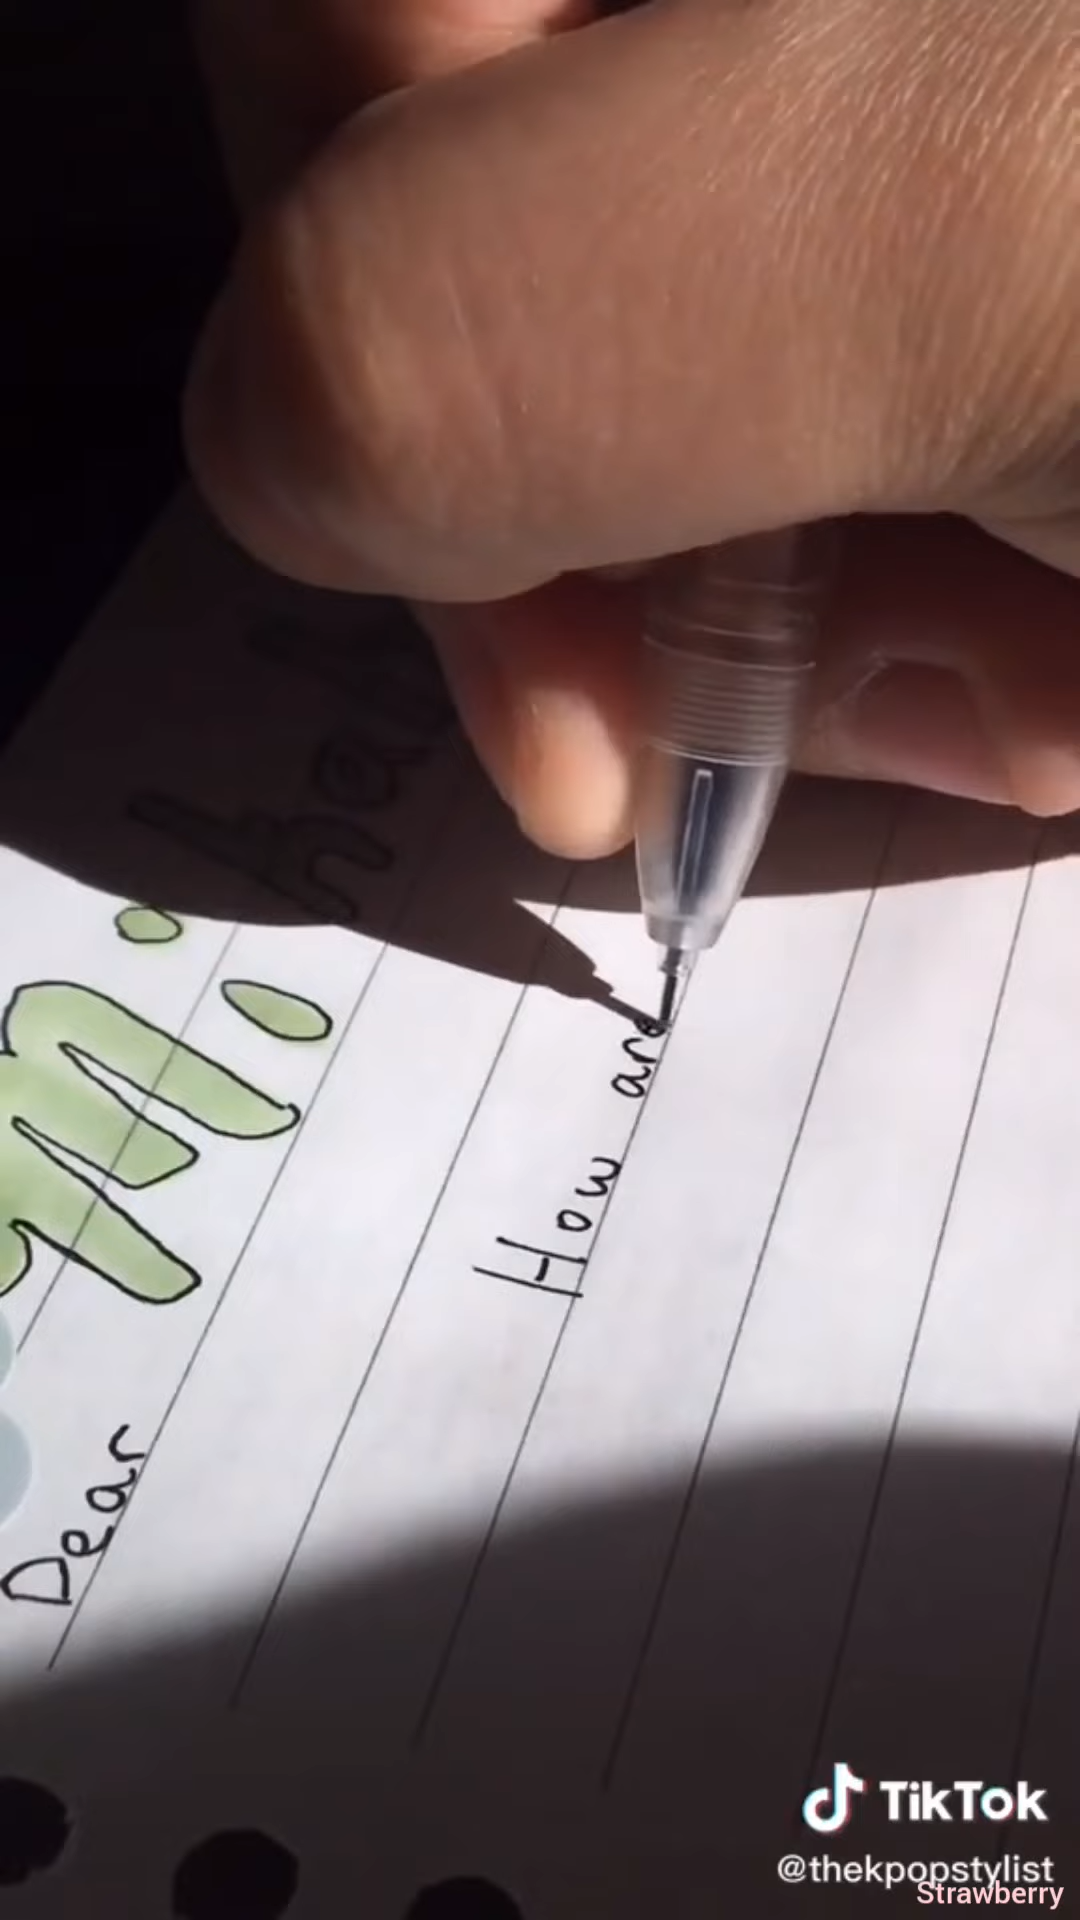 Dear
How are
TikTok
@thekpopstylist
Strawberry